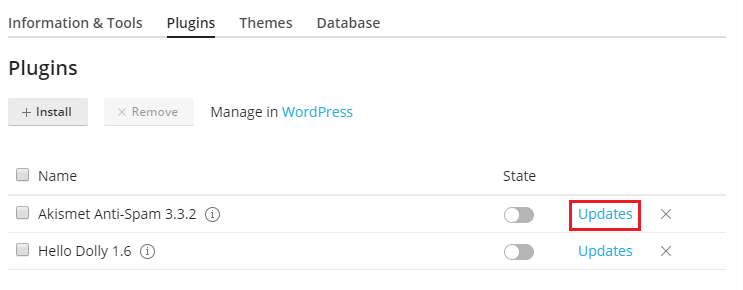 Information & Tools Plugins Themes Database
Plugins
+ Install × Remove Manage in WordPress
Name State
Akismet Anti-Spam 3.3.2 i Updates ×
Hello Dolly 1.6 i Updates ×